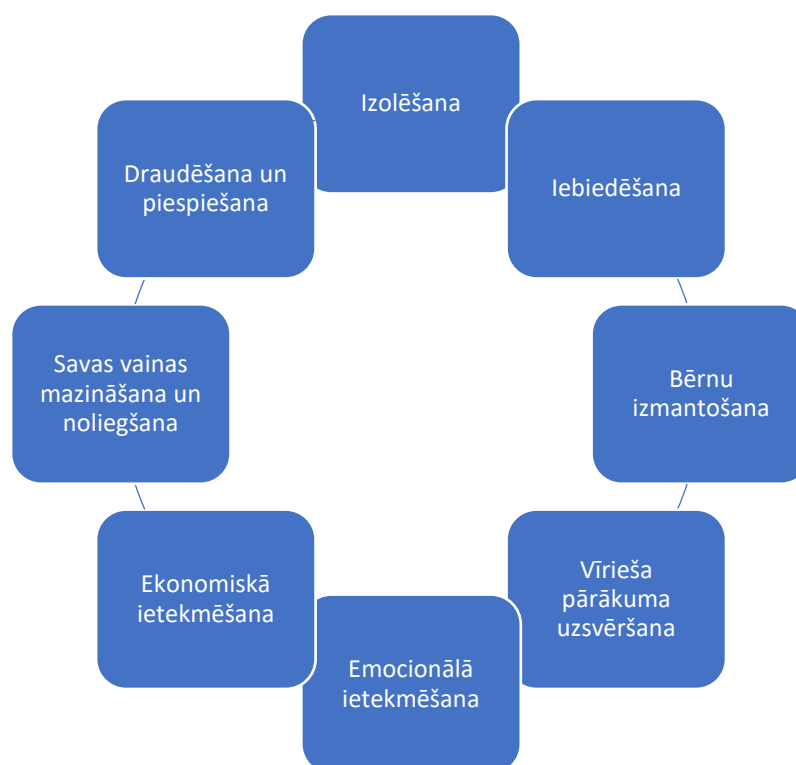 Izolēšana
Iebiedēšana
Bērnu
izmantošana
Vīrieša
pārākuma
uzsvēršana
Emocionālā
ietekmēšana
Ekonomiskā
ietekmēšana
Savas vainas
mazināšana un
noliegšana
Draudēšana un
piespiešana